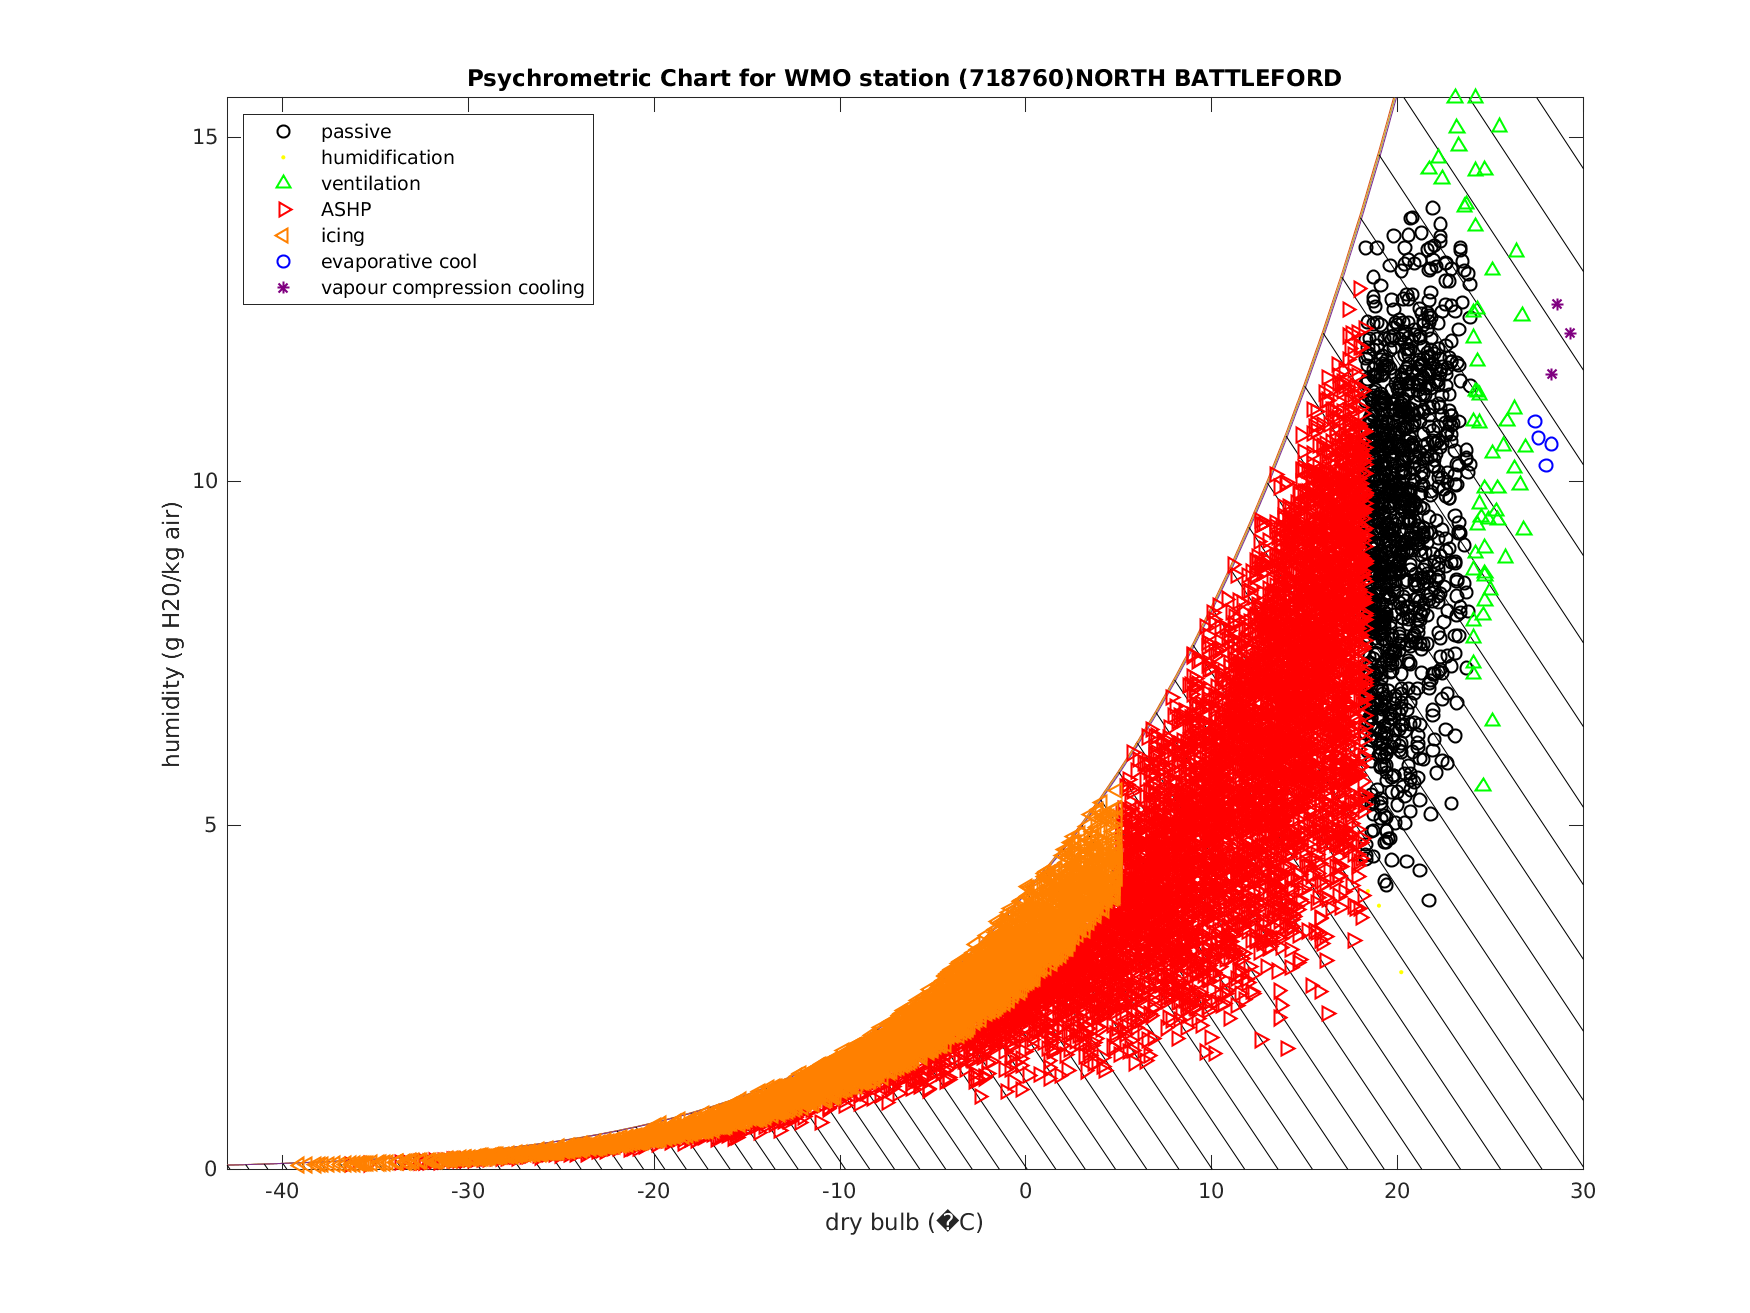 Psychrometric Chart for WMO station (718760)NORTH BATTLEFORD
passive
humidification
ventilation
ASHP
icing
evaporative cool
vapour compression cooling
15
10
5
0
humidity (g H20/kg air)
-40 -30 -20 -10 0 10 20 30
dry bulb (�C)